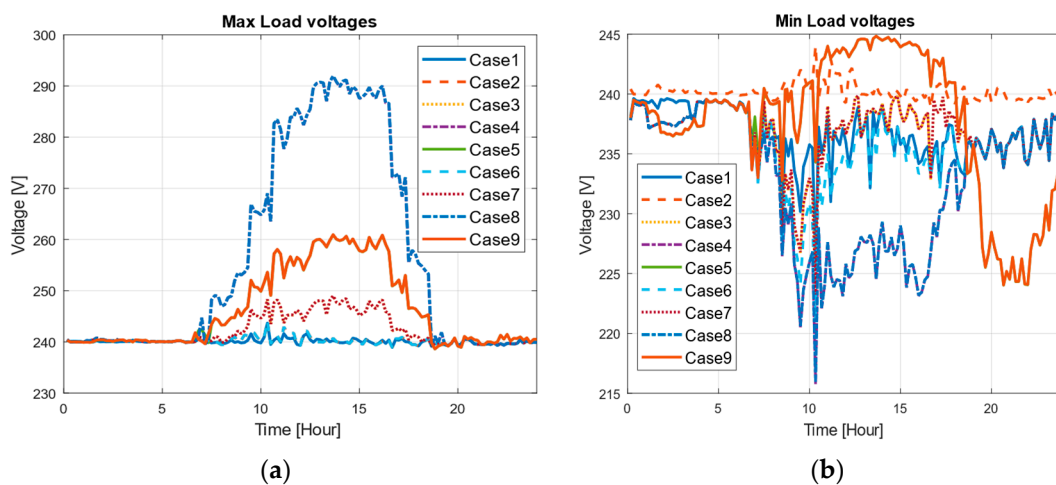 Max Load voltages
300
290
280
270
260
250
240
230
Voltage [V]
0
5
10
15
20
Time [Hour]
Case1
Case2
Case3
Case4
Case5
Case6
Case7
Case8
Case9
(a)
Min Load voltages
245
240
235
230
225
220
215
Voltage [V]
0
5
10
15
20
Time [Hour]
Case1
Case2
Case3
Case4
Case5
Case6
Case7
Case8
Case9
(b)